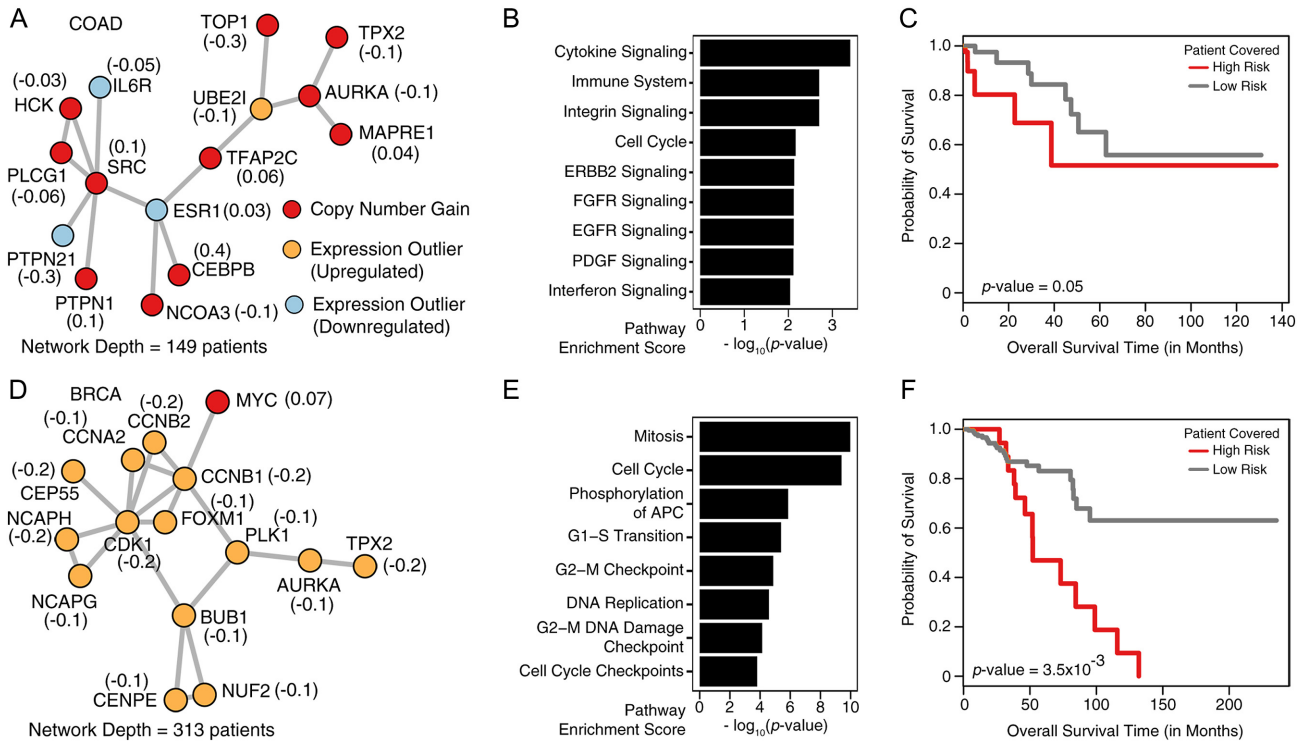 A
COAD
TOP1
(-0.3)
TPX2
(-0.1)
(-0.05)
IL6R
(-0.03)
HCK
UBE2I
(-0.1)
AURKA (-0.1)
MAPRE1
(0.04)
(0.1)
SRC
TFAP2C
(0.06)
PLCG1
(-0.06)
ESR1(0.03)
PTPN21
(-0.3)
(0.4)
CEBPB
PTPN1
(0.1)
NCOA3 (-0.1)
Copy Number Gain
Expression Outlier
(Upregulated)
Expression Outlier
(Downregulated)
Network Depth = 149 patients
B
Cytokine Signaling
Immune System
Integrin Signaling
Cell Cycle
ERBB2 Signaling
FGFR Signaling
EGFR Signaling
PDGF Signaling
Interferon Signaling
0 1 2 3
Pathway
Enrichment Score
- log10(p-value)
C
Probability of Survival
1.0
0.8
0.6
0.4
0.2
0
Patient Covered
High Risk
Low Risk
p-value = 0.05
0 20 40 60 80 100 120 140
Overall Survival Time (in Months)
D
BRCA
(-0.2)
CCNB2
MYC (0.07)
(-0.1)
CCNA2
(-0.2)
CEP55
CCNB1 (-0.2)
(-0.1)
FOXM1
NCAPH
(-0.2)
CDK1
(-0.2)
(-0.1)
PLK1
TPX2
(-0.2)
AURKA
(-0.1)
NCAPG
(-0.1)
BUB1
(-0.1)
(-0.1)
CENPE
NUF2 (-0.1)
Network Depth = 313 patients
E
Mitosis
Cell Cycle
Phosphorylation
of APC
G1–S Transition
G2–M Checkpoint
DNA Replication
G2–M DNA Damage
Checkpoint
Cell Cycle Checkpoints
0 2 4 6 8 10
Pathway
Enrichment Score
- log10(p-value)
F
Probability of Survival
1.0
0.8
0.6
0.4
0.2
0
Patient Covered
High Risk
Low Risk
p-value = 3.5x10-3
0 50 100 150 200
Overall Survival Time (in Months)